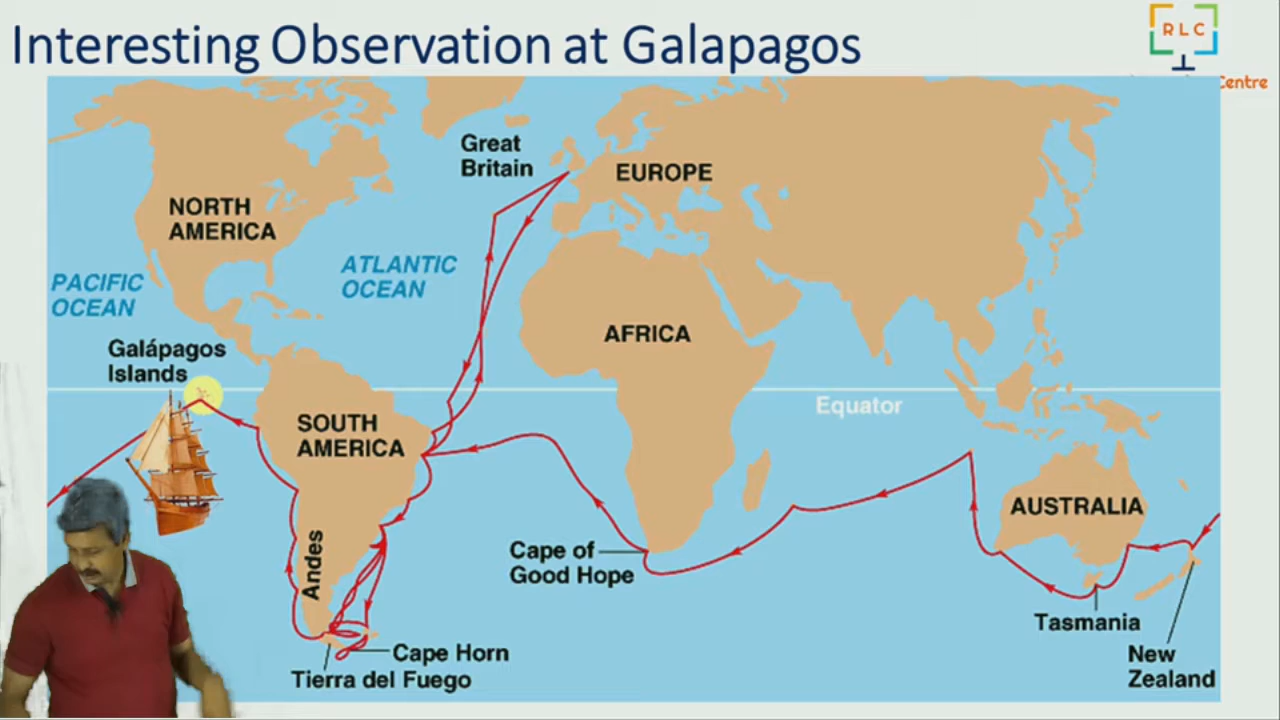 Interesting Observation at Galapagos
RLC
Centre
Great
Britain
EUROPE
NORTH
AMERICA
ATLANTIC
OCEAN
PACIFIC
OCEAN
AFRICA
Galápagos
Islands
Equator
SOUTH
AMERICA
AUSTRALIA
Andes
Cape of
Good Hope
Tasmania
Cape Horn
New
Zealand
Tierra del Fuego